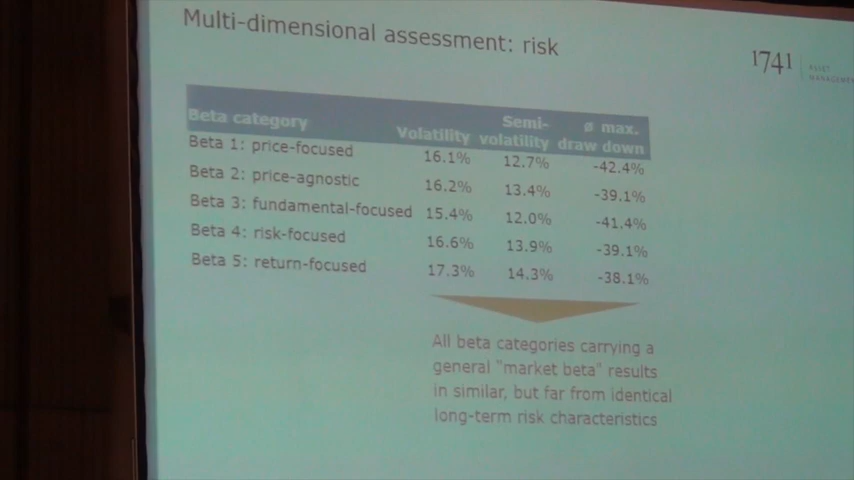 Multi-dimensional assessment: risk
1741 ASSET
MANAGEMENT
Beta category Volatility Semi-volatility ø max. draw down
Beta 1: price-focused 16.1% 12.7% -42.4%
Beta 2: price-agnostic 16.2% 13.4% -39.1%
Beta 3: fundamental-focused 15.4% 12.0% -41.4%
Beta 4: risk-focused 16.6% 13.9% -39.1%
Beta 5: return-focused 17.3% 14.3% -38.1%
All beta categories carrying a
general "market beta" results
in similar, but far from identical
long-term risk characteristics